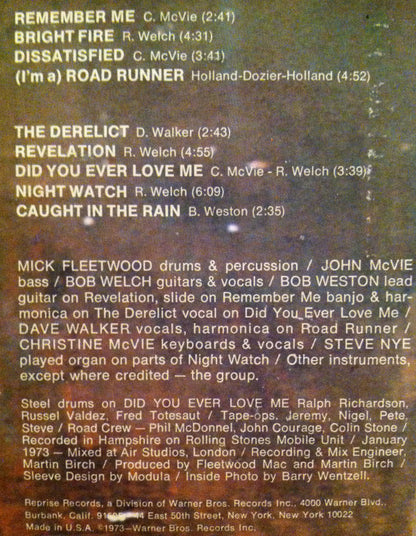 REMEMBER ME C. McVie (2:41)
BRIGHT FIRE R. Welch (4:31)
DISSATISFIED C. McVie (3:41)
(I'm a) ROAD RUNNER Holland-Dozier-Holland (4:52)
THE DERELICT D. Walker (2:43)
REVELATION R. Welch (4:55)
DID YOU EVER LOVE ME C. McVie - R. Welch (3:39)
NIGHT WATCH R. Welch (6:09)
CAUGHT IN THE RAIN B. Weston (2:35)
MICK FLEETWOOD drums & percussion / JOHN McVIE
bass / BOB WELCH guitars & vocals / BOB WESTON lead
guitar on Revelation, slide on Remember Me banjo & har-
monica on The Derelict vocal on Did You Ever Love Me /
DAVE WALKER vocals, harmonica on Road Runner /
CHRISTINE McVIE keyboards & vocals / STEVE NYE
played organ on parts of Night Watch / Other instruments,
except where credited — the group.
Steel drums on DID YOU EVER LOVE ME Ralph Richardson,
Russel Valdez, Fred Totesaut / Tape-ops. Jeremy, Nigel, Pete,
Steve / Road Crew — Phil McDonnel, John Courage, Colin Stone /
Recorded in Hampshire on Rolling Stones Mobile Unit / January
1973 — Mixed at Air Studios, London / Recording & Mix Engineer,
Martin Birch / Produced by Fleetwood Mac and Martin Birch /
Sleeve Design by Modula / Inside Photo by Barry Wentzell.
Reprise Records, a Division of Warner Bros. Records Inc., 4000 Warner Blvd.,
Burbank, Calif. 44 East 50th Street, New York, New York 10022
Made in U.S.A. ©1973—Warner Bros. Records Inc.